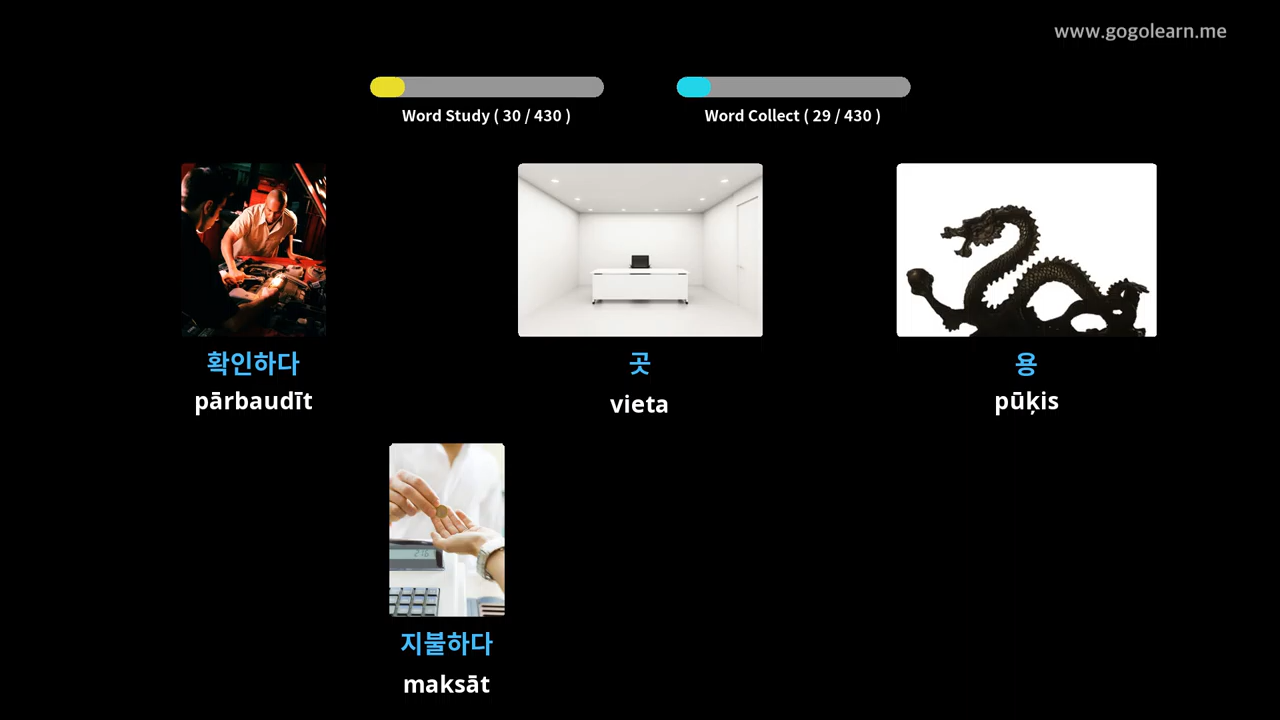 www.gogolearn.me
Word Study ( 30 / 430 )
Word Collect ( 29 / 430 )
확인하다
pārbaudīt
곳
vieta
용
pūķis
지불하다
maksāt